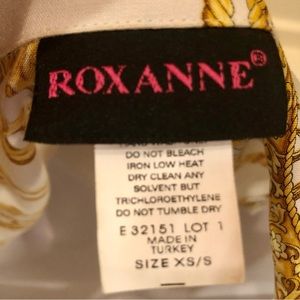 ROXANNE®
DO NOT BLEACH
IRON LOW HEAT
DRY CLEAN ANY
SOLVENT BUT
TRICHLOROETHYLENE
DO NOT TUMBLE DRY
E 32151 LOT 1
MADE IN
TURKEY
SIZE XS/S